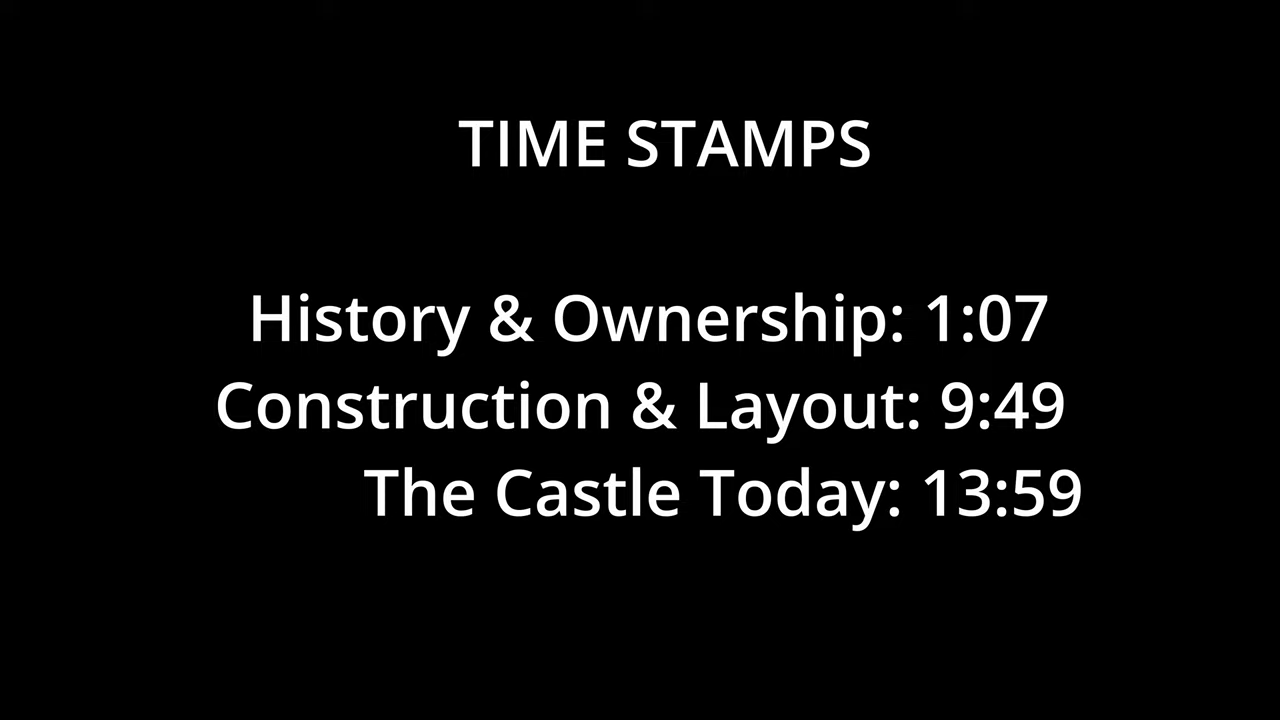 TIME STAMPS
History & Ownership: 1:07
Construction & Layout: 9:49
The Castle Today: 13:59